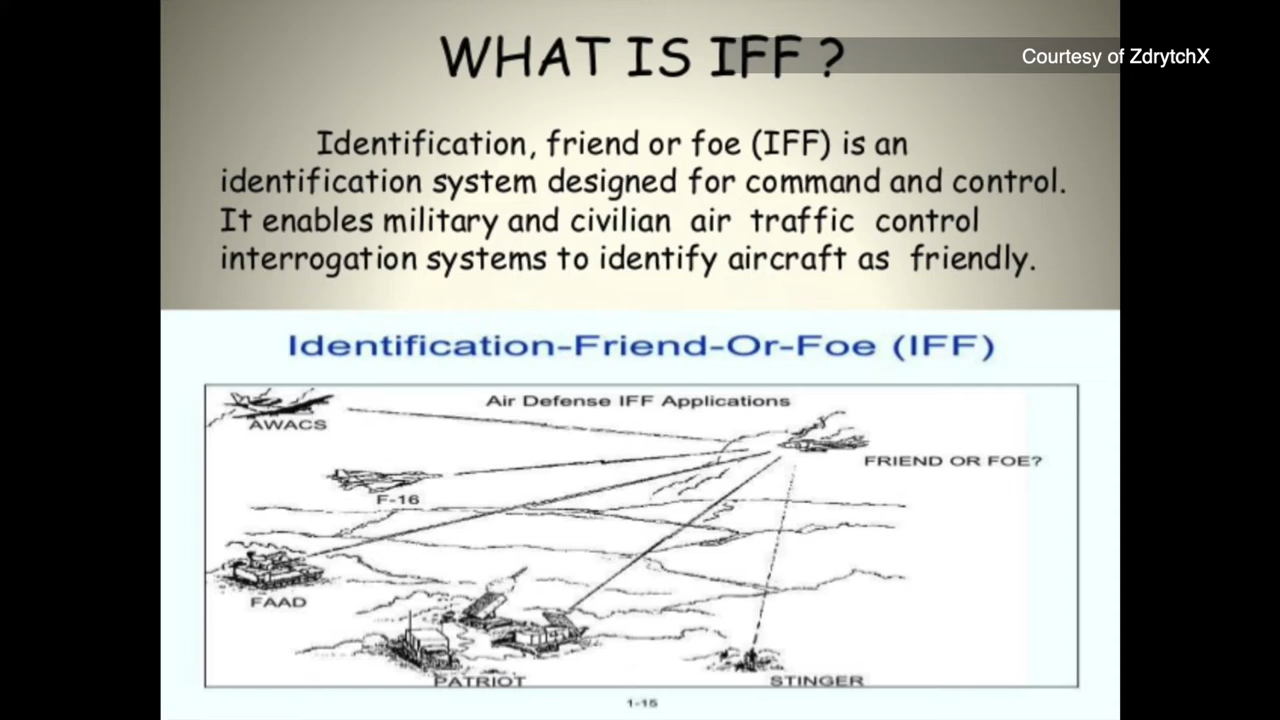 WHAT IS IFF ?
Courtesy of ZdrytchX
Identification, friend or foe (IFF) is an
identification system designed for command and control.
It enables military and civilian air traffic control
interrogation systems to identify aircraft as friendly.
Identification-Friend-Or-Foe (IFF)
Air Defense IFF Applications
AWACS
FRIEND OR FOE?
F-16
FAAD
PATRIOT
STINGER
1-15